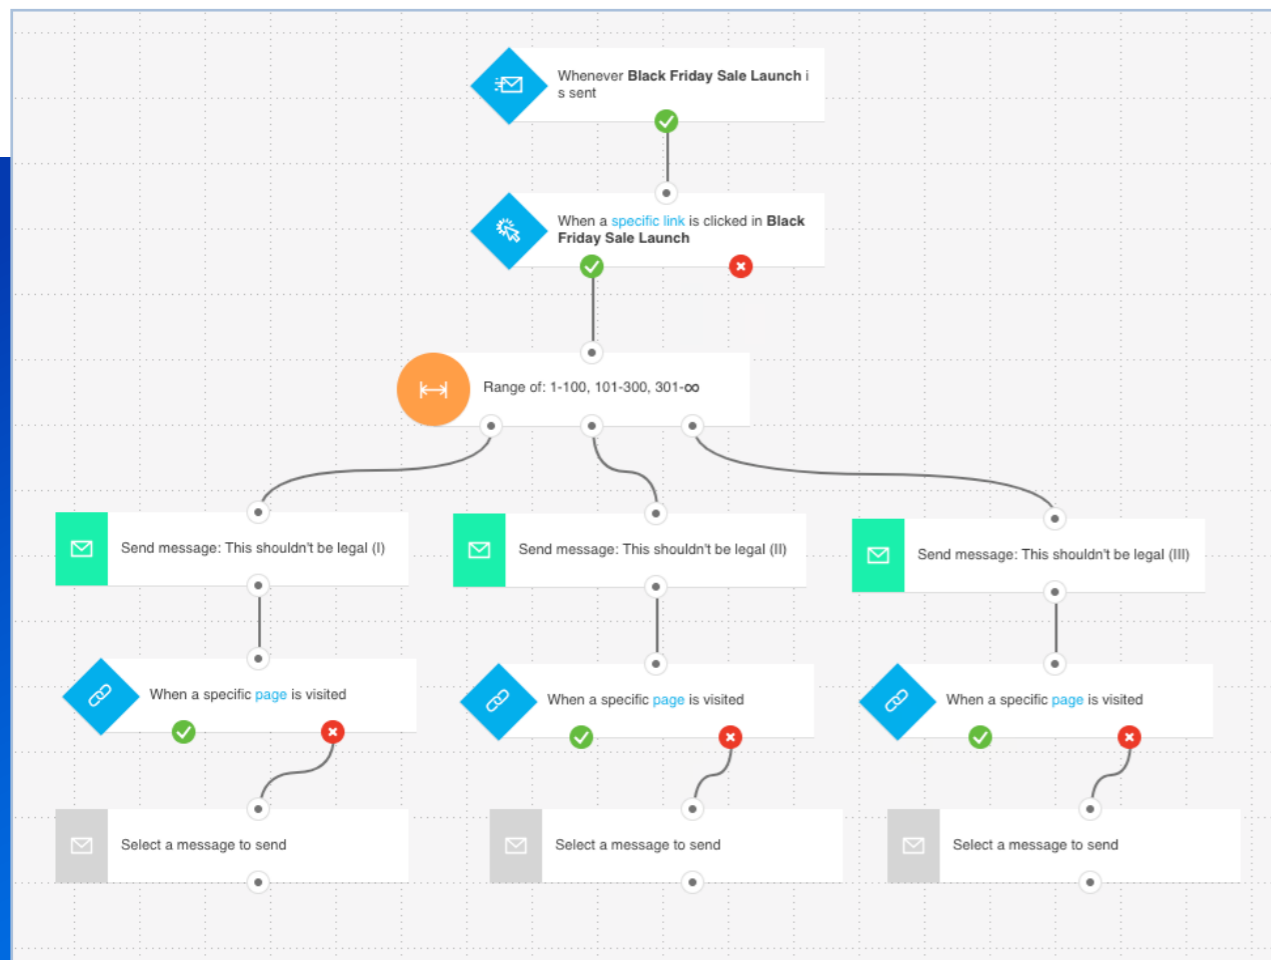 Whenever Black Friday Sale Launch i
s sent
When a specific link is clicked in Black
Friday Sale Launch
Range of: 1-100, 101-300, 301-∞
Send message: This shouldn't be legal (I)
Send message: This shouldn't be legal (II)
Send message: This shouldn't be legal (III)
When a specific page is visited
When a specific page is visited
When a specific page is visited
Select a message to send
Select a message to send
Select a message to send